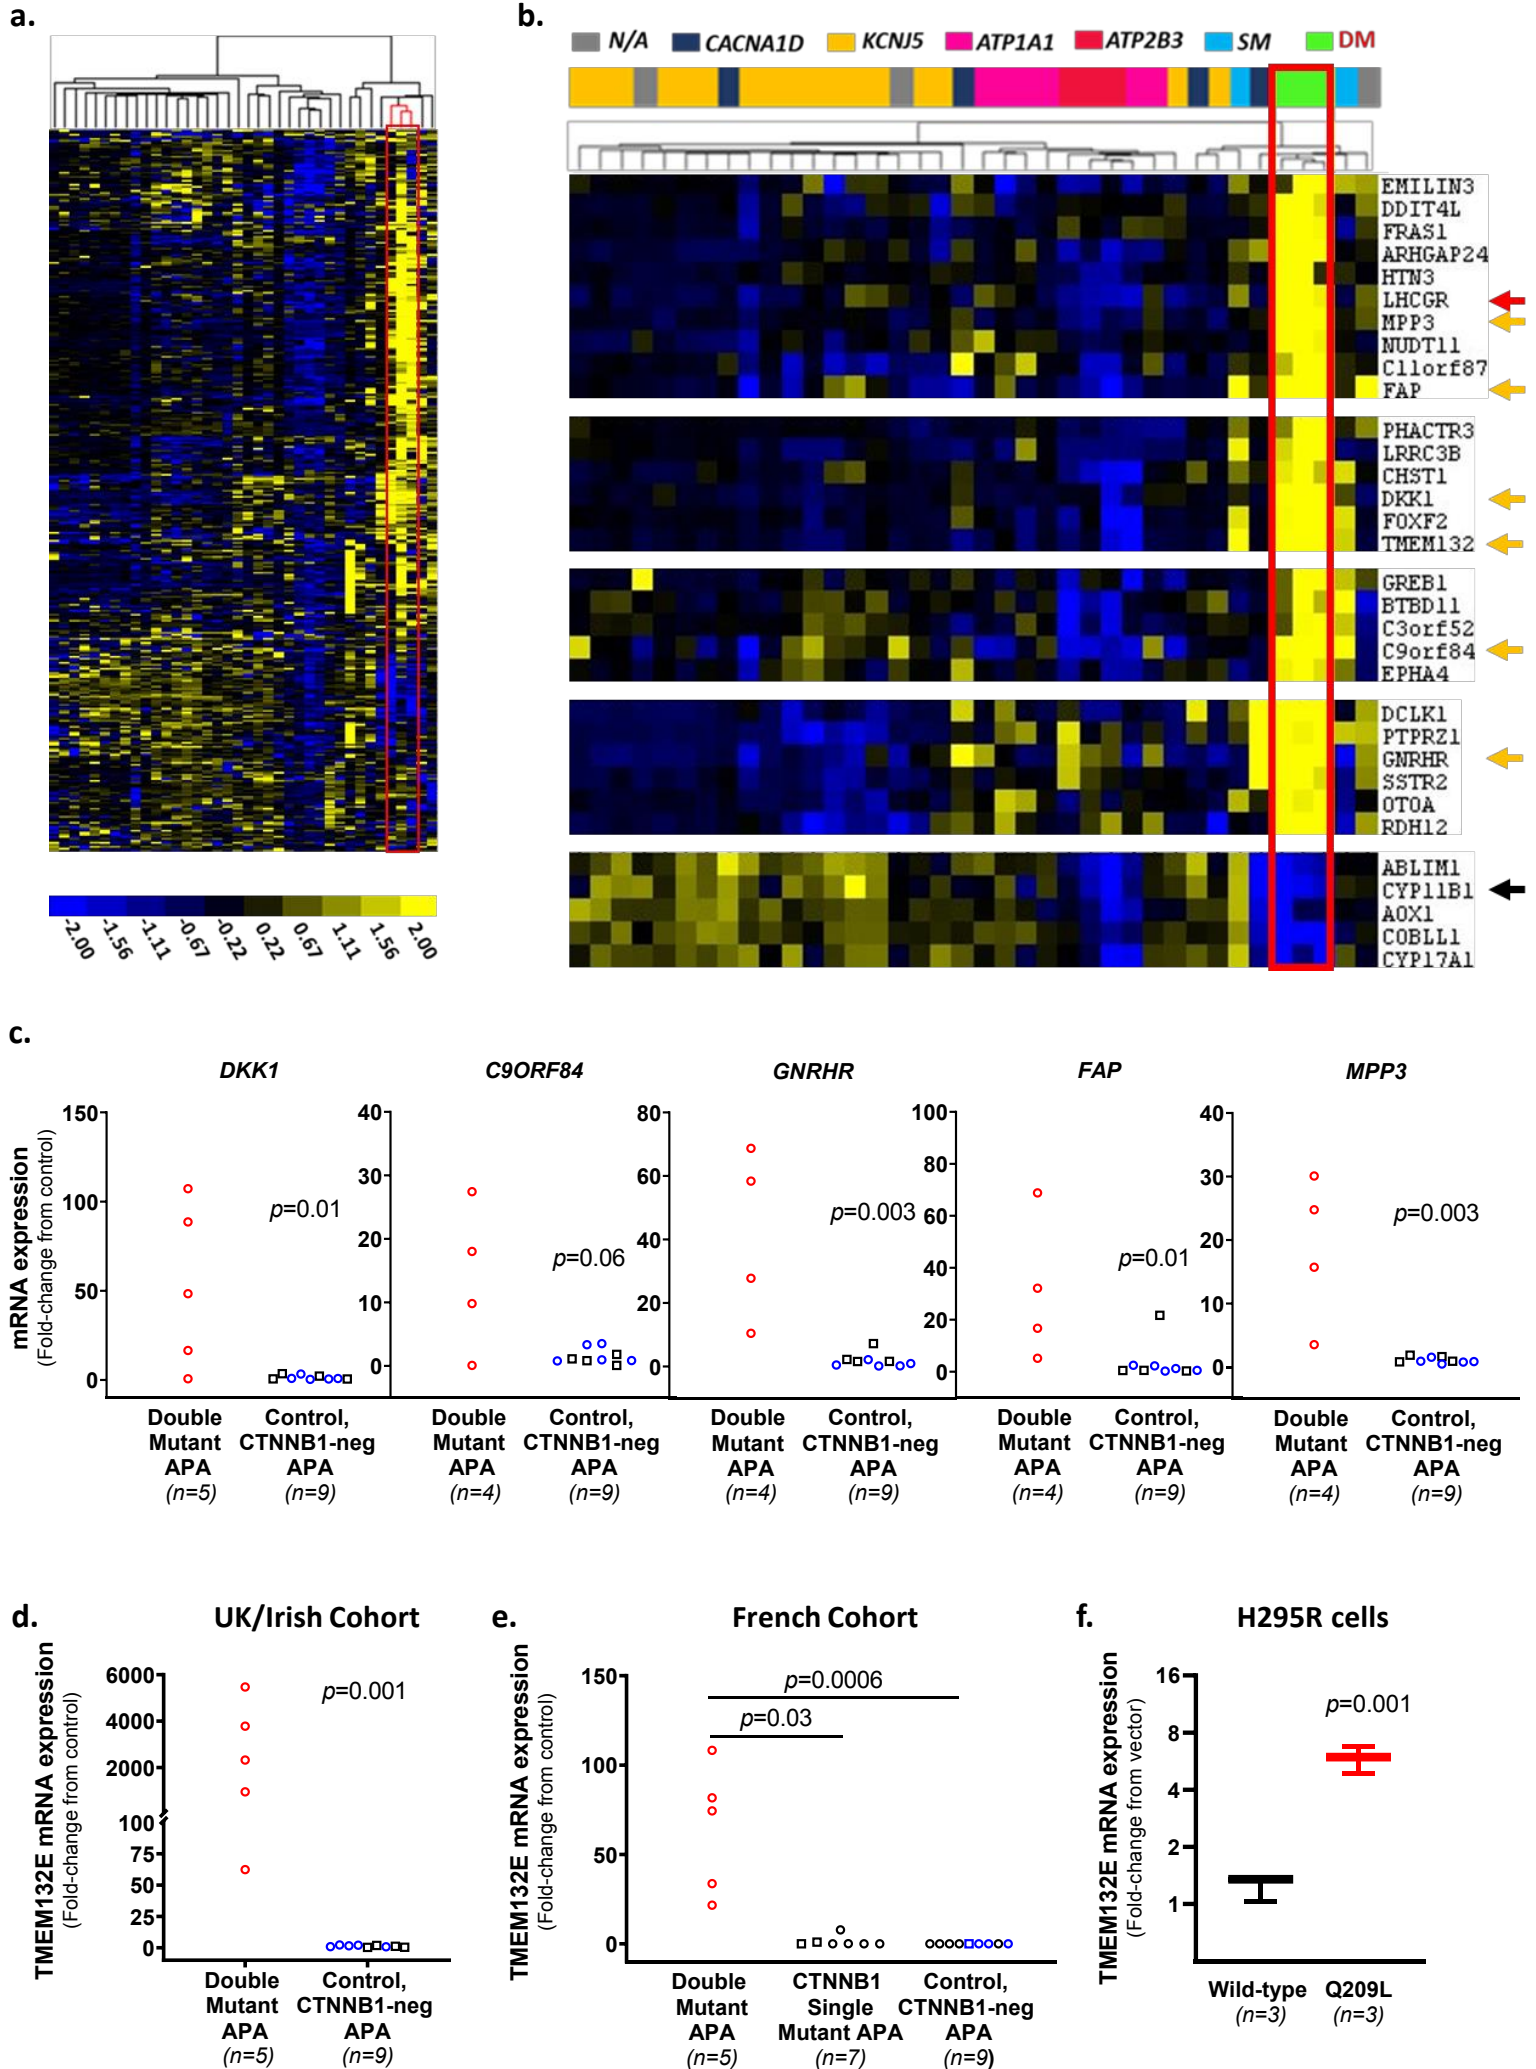 a.
b.
N/A CACNA1D KCNJ5 ATP1A1 ATP2B3 SM DM
EMILIN3
DDIT4L
FRAS1
ARHGAP24
HTN3
LHCGR
MPP3
NUDT11
C11orf87
FAP
PHACTR3
LRRC3B
CHST1
DKK1
FOXF2
TMEM132
GREB1
BTBD11
C3orf52
C9orf84
EPHA4
DCLK1
PTPRZ1
GNRHR
SSTR2
OTOA
RDH12
ABLIM1
CYP11B1
AOX1
COBLL1
CYP17A1
-2.00 -1.56 -1.11 -0.67 -0.22 0.22 0.67 1.11 1.56 2.00
c.
mRNA expression
(Fold-change from control)
DKK1
150
100
50
0
p=0.01
Double
Mutant
APA
(n=5)
Control,
CTNNB1-neg
APA
(n=9)
C9ORF84
40
30
20
10
0
p=0.06
Double
Mutant
APA
(n=4)
Control,
CTNNB1-neg
APA
(n=9)
GNRHR
80
60
40
20
0
p=0.003
Double
Mutant
APA
(n=4)
Control,
CTNNB1-neg
APA
(n=9)
FAP
100
80
60
40
20
0
p=0.01
Double
Mutant
APA
(n=4)
Control,
CTNNB1-neg
APA
(n=9)
MPP3
40
30
20
10
0
p=0.003
Double
Mutant
APA
(n=4)
Control,
CTNNB1-neg
APA
(n=9)
d.
UK/Irish Cohort
TMEM132E mRNA expression
(Fold-change from control)
6000
4000
2000
100
75
50
25
0
p=0.001
Double
Mutant
APA
(n=5)
Control,
CTNNB1-neg
APA
(n=9)
e.
French Cohort
TMEM132E mRNA expression
(Fold-change from control)
150
100
50
0
p=0.0006
p=0.03
Double
Mutant
APA
(n=5)
CTNNB1
Single
Mutant APA
(n=7)
Control,
CTNNB1-neg
APA
(n=9)
f.
H295R cells
TMEM132E mRNA expression
(Fold-change from vector)
16
8
4
2
1
p=0.001
Wild-type
(n=3)
Q209L
(n=3)